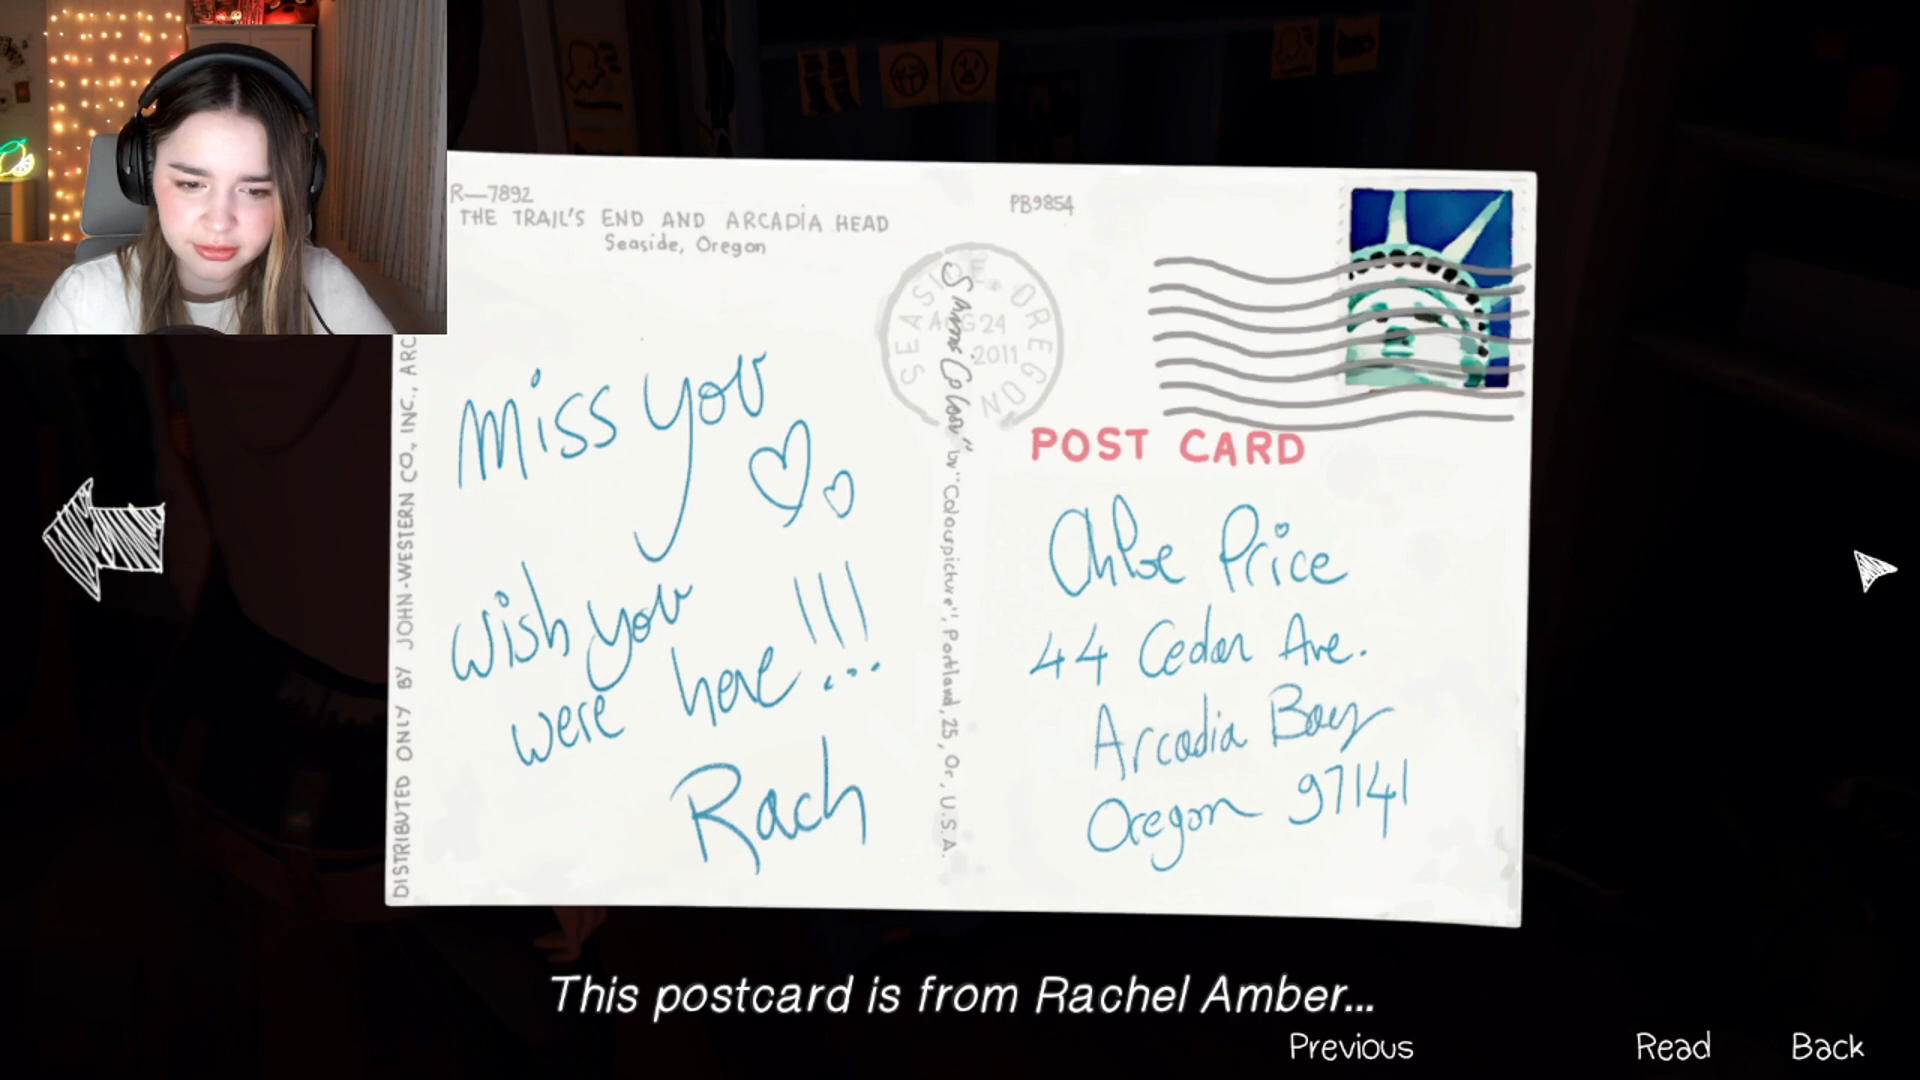 R—7892
THE TRAIL'S END AND ARCADIA HEAD
Seaside, Oregon
PB9854
SEASI E. OREGON
AUG 24
2011
POST CARD
Miss you
Wish you
were here!!!
Rach
Chloe Price
44 Cedar Ave.
Arcadia Bay
Oregon 97141
DISTRIBUTED ONLY BY JOHN-WESTERN CO., INC., ARC
by "Colourpicture", Portland, 25, Or, U.S.A.
This postcard is from Rachel Amber...
Previous
Read
Back